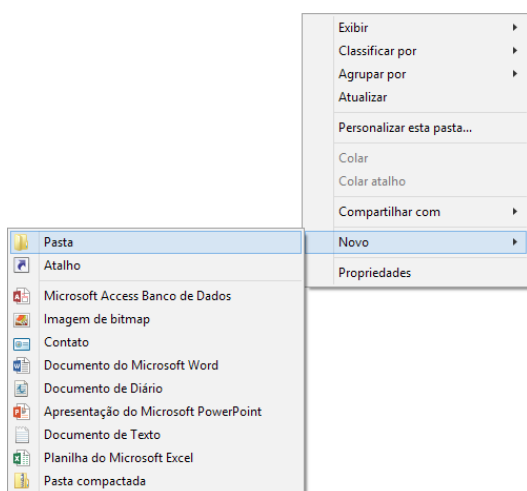 Exibir
Classificar por
Agrupar por
Atualizar
Personalizar esta pasta...
Colar
Colar atalho
Compartilhar com
Novo
Propriedades
Pasta
Atalho
Microsoft Access Banco de Dados
Imagem de bitmap
Contato
Documento do Microsoft Word
Documento de Diário
Apresentação do Microsoft PowerPoint
Documento de Texto
Planilha do Microsoft Excel
Pasta compactada